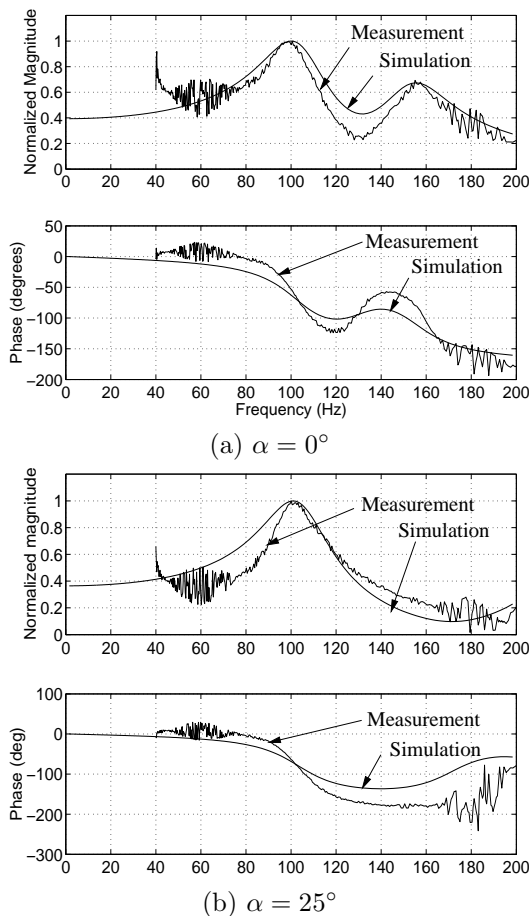 Measurement
Simulation
Normalized Magnitude
1
0.8
0.6
0.4
0.2
0
0 20 40 60 80 100 120 140 160 180 200
50
0
−50
−100
−150
−200
Phase (degrees)
Measurement
Simulation
0 20 40 60 80 100 120 140 160 180 200
Frequency (Hz)
(a) α = 0°
Normalized magnitude
1
0.8
0.6
0.4
0.2
0
Measurement
Simulation
0 20 40 60 80 100 120 140 160 180 200
100
0
−100
−200
−300
Phase (deg)
Measurement
Simulation
0 20 40 60 80 100 120 140 160 180 200
(b) α = 25°